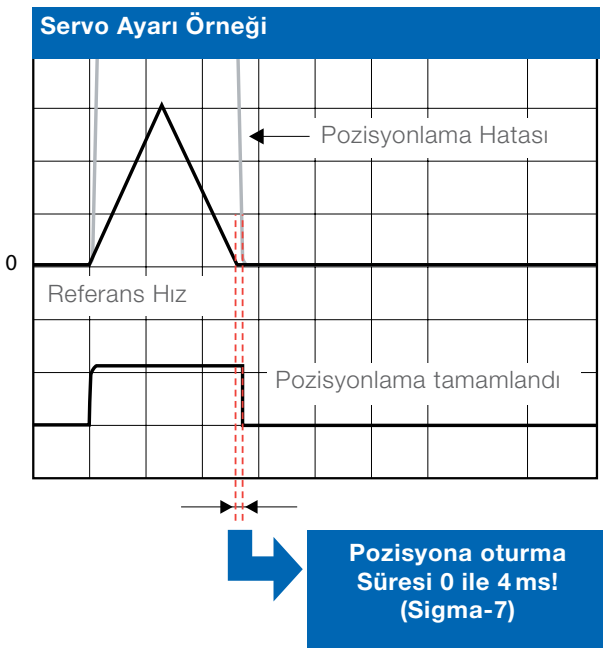 Servo Ayarı Örneği
Pozisyonlama Hatası
0
Referans Hız
Pozisyonlama tamamlandı
Pozisyona oturma
Süresi 0 ile 4 ms!
(Sigma-7)